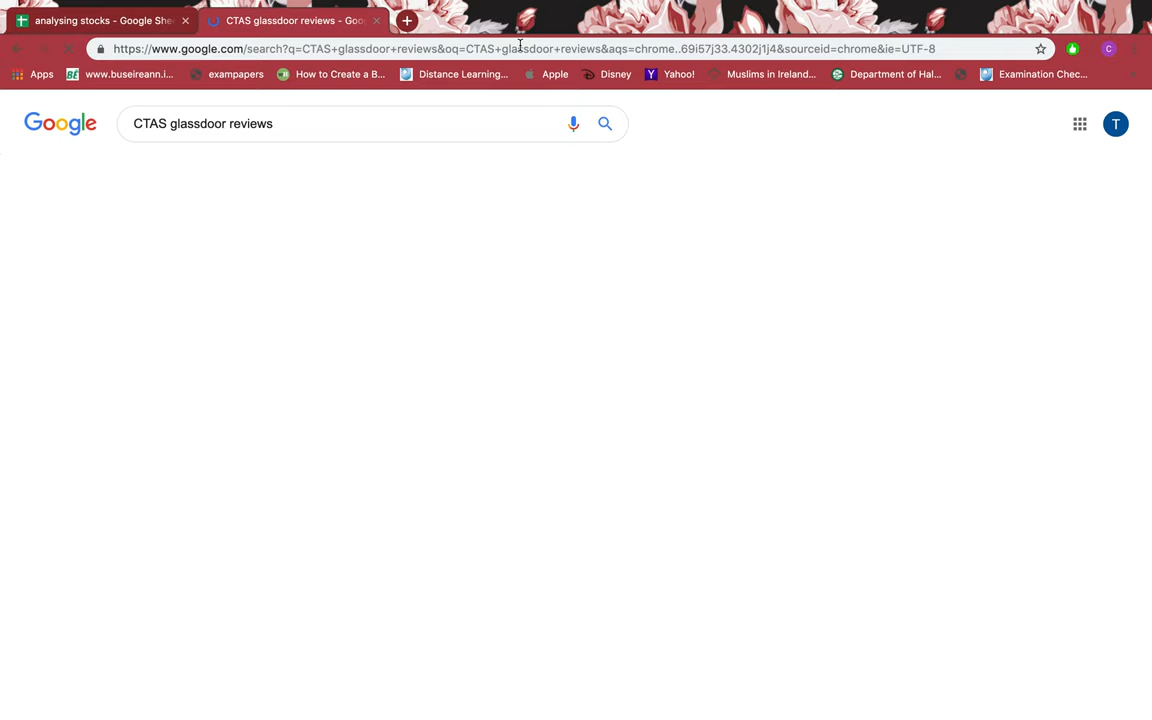 analysing stocks - Google She
CTAS glassdoor reviews - Goo
https://www.google.com/search?q=CTAS+glassdoor+reviews&oq=CTAS+glassdoor+reviews&aqs=chrome..69i57j33.4302j1j4&sourceid=chrome&ie=UTF-8
C
Apps
BÉ www.buseireann.i...
exampapers
How to Create a B...
Distance Learning...
Apple
Disney
Y Yahoo!
Muslims in Ireland...
Department of Hal...
Examination Chec...
Google
CTAS glassdoor reviews
T